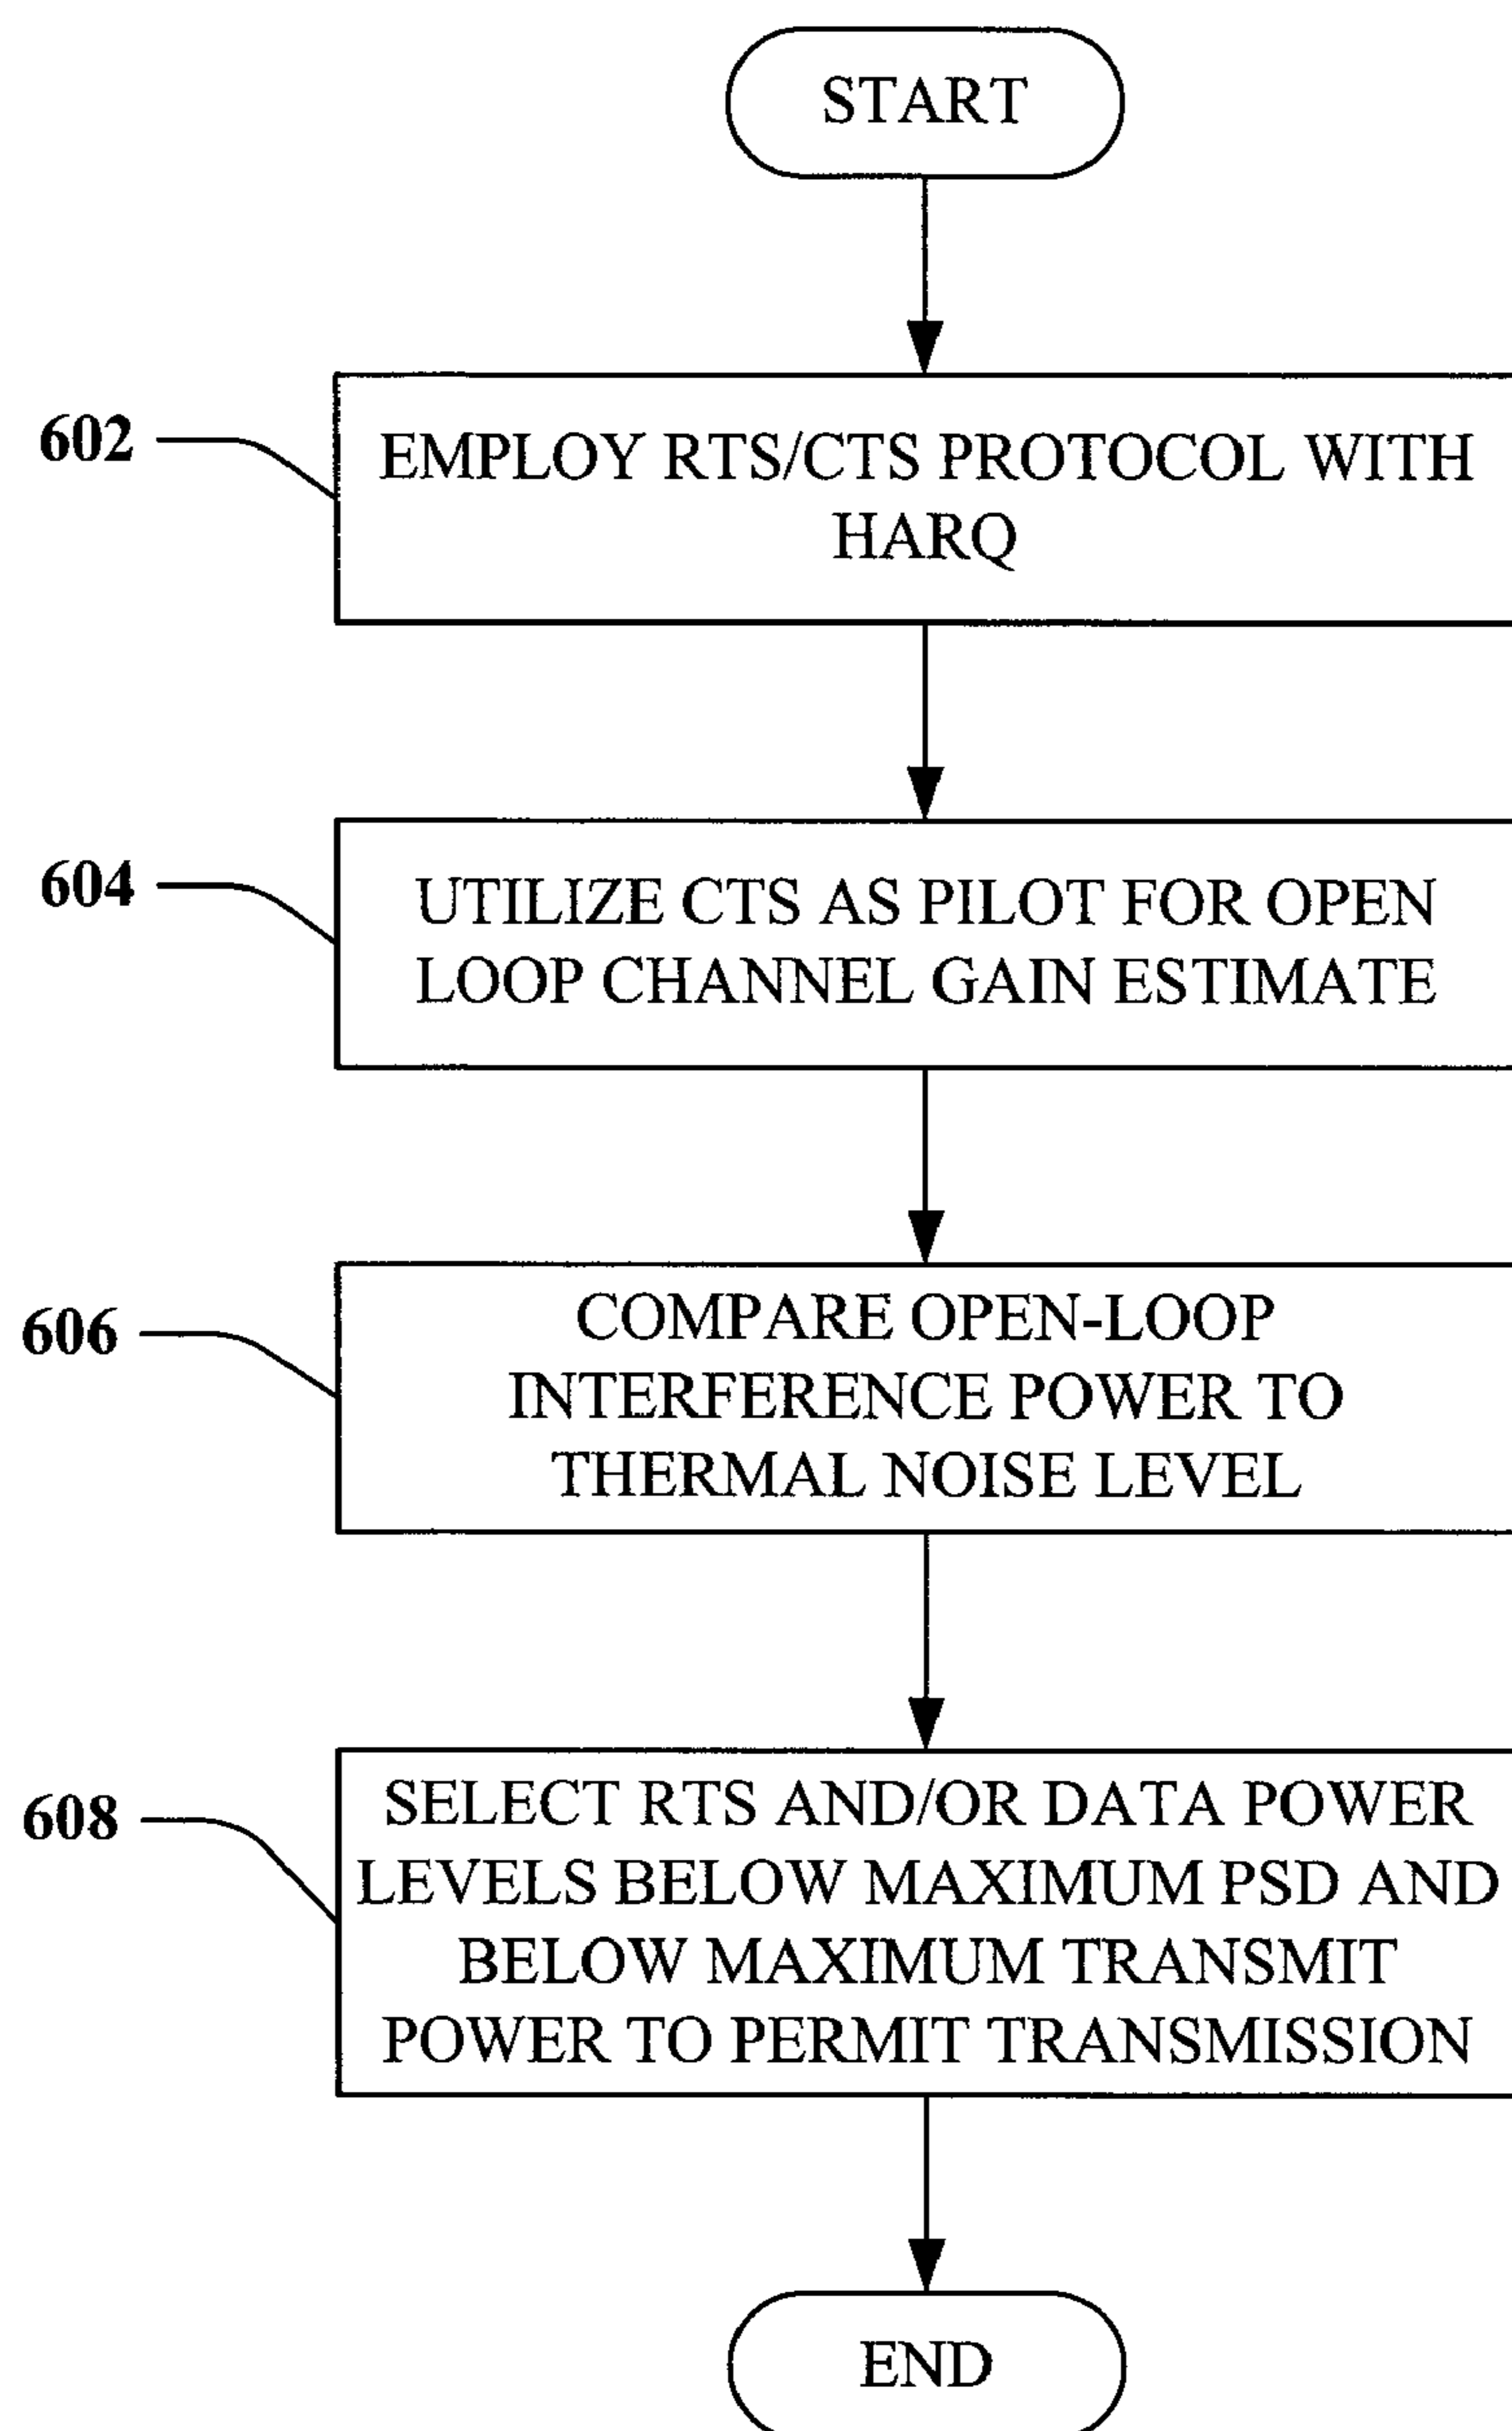 START
602
EMPLOY RTS/CTS PROTOCOL WITH
HARQ
604
UTILIZE CTS AS PILOT FOR OPEN
LOOP CHANNEL GAIN ESTIMATE
606
COMPARE OPEN-LOOP
INTERFERENCE POWER TO
THERMAL NOISE LEVEL
608
SELECT RTS AND/OR DATA POWER
LEVELS BELOW MAXIMUM PSD AND
BELOW MAXIMUM TRANSMIT
POWER TO PERMIT TRANSMISSION
END